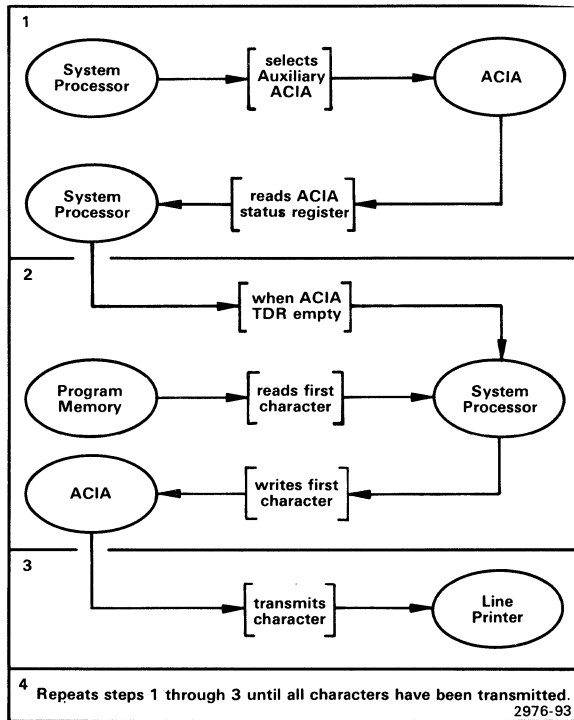 1
System
Processor
selects
Auxiliary
ACIA
ACIA
System
Processor
reads ACIA
status register
2
when ACIA
TDR empty
Program
Memory
reads first
character
System
Processor
ACIA
writes first
character
3
transmits
character
Line
Printer
4 Repeats steps 1 through 3 until all characters have been transmitted.
2976-93